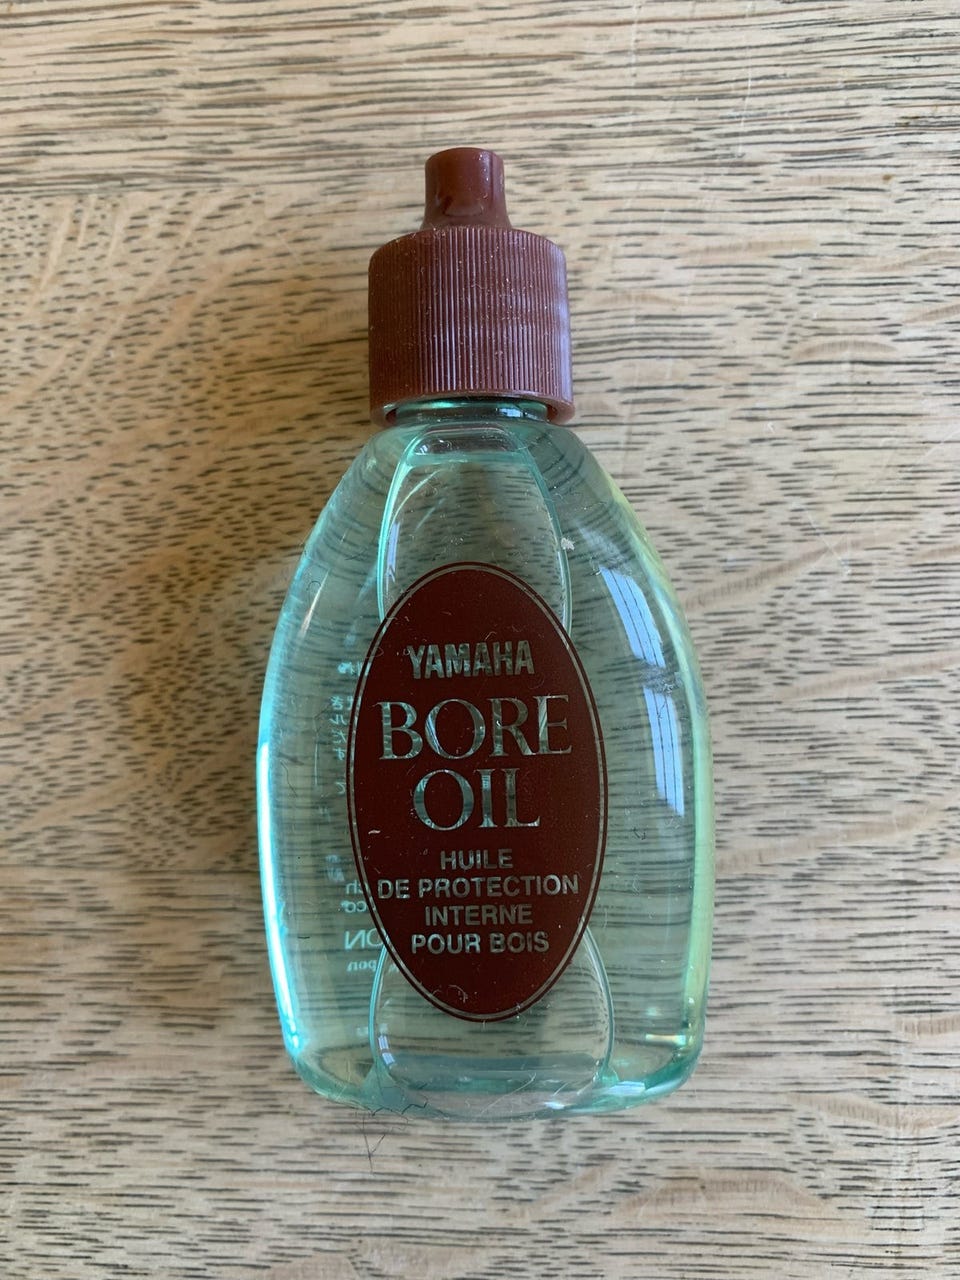 YAMAHA
BORE
OIL
HUILE
DE PROTECTION
INTERNE
POUR BOIS